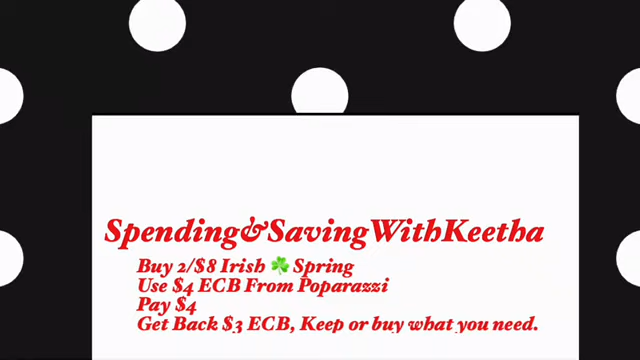 Spending&SavingWithKeetha
Buy 2/$8 Irish ☘️ Spring
Use $4 ECB From Poparazzi
Pay $4
Get Back $3 ECB, Keep or buy what you need.